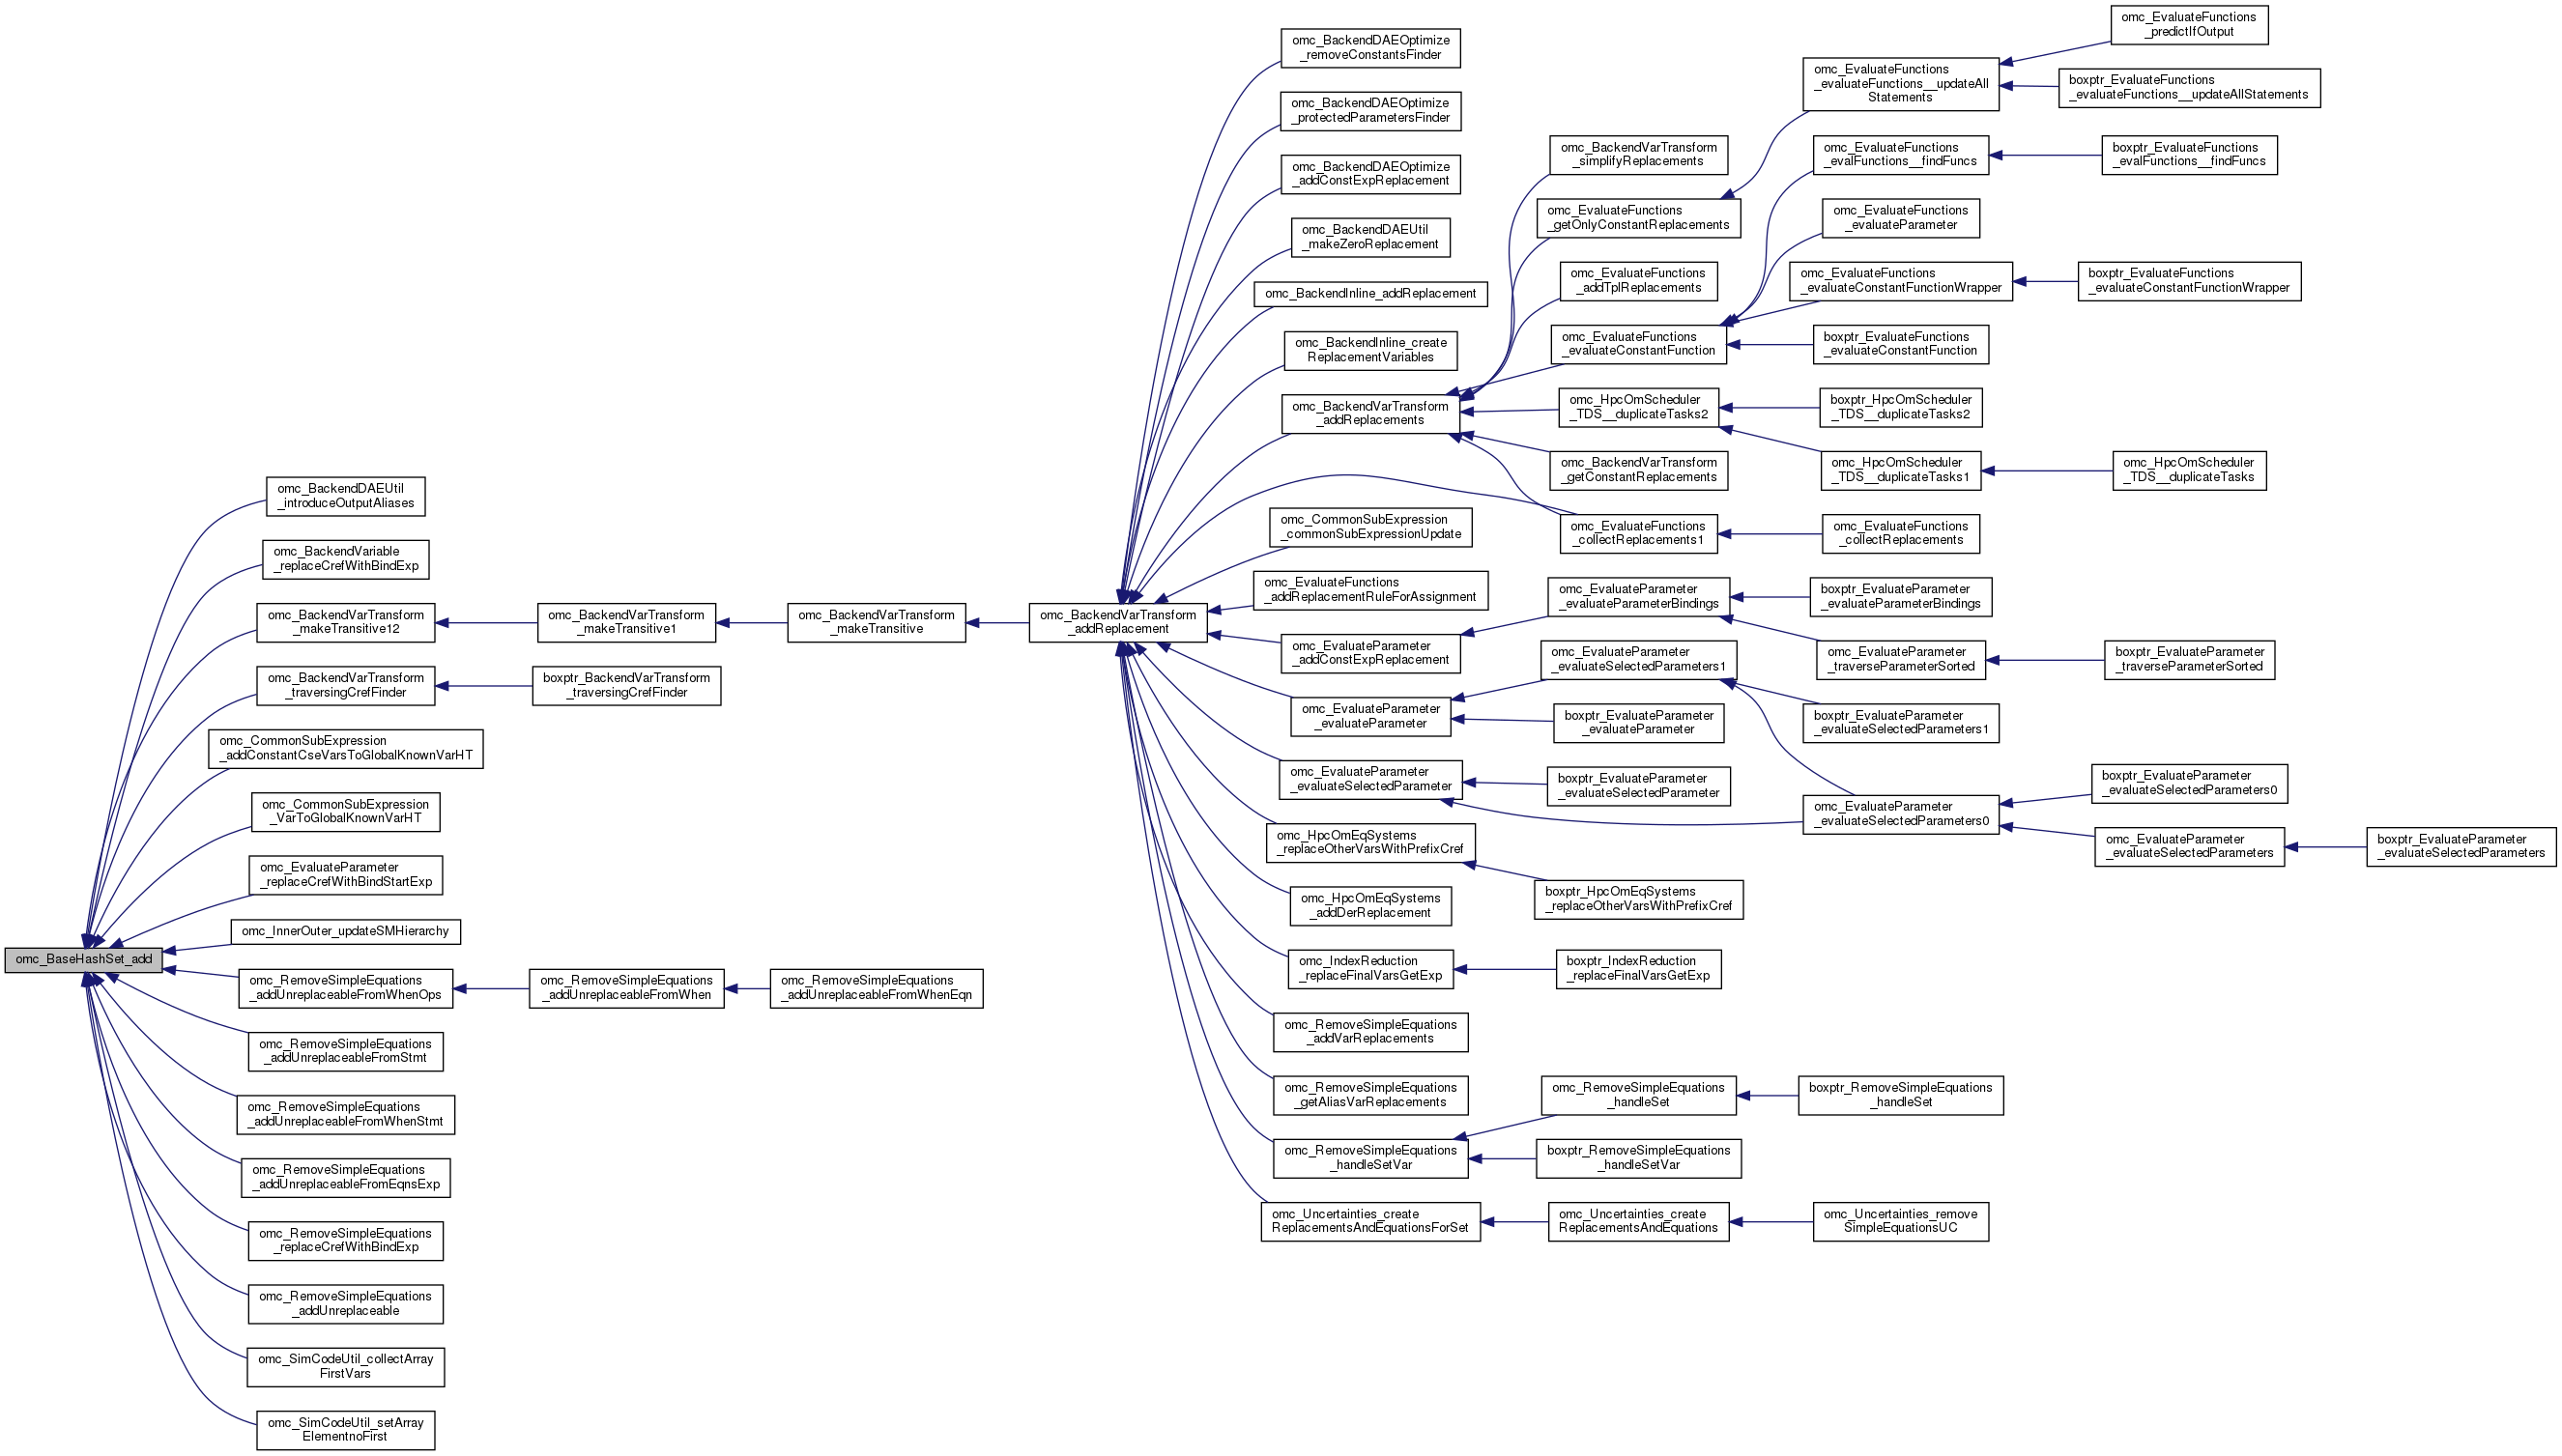 omc_BaseHashSet_add
omc_BackendDAEUtil
_introduceOutputAliases
omc_BackendVariable
_replaceCrefWithBindExp
omc_BackendVarTransform
_makeTransitive12
omc_BackendVarTransform
_traversingCrefFinder
omc_CommonSubExpression
_addConstantCseVarsToGlobalKnownVarHT
omc_CommonSubExpression
_VarToGlobalKnownVarHT
omc_EvaluateParameter
_replaceCrefWithBindStartExp
omc_InnerOuter_updateSMHierarchy
omc_RemoveSimpleEquations
_addUnreplaceableFromWhenOps
omc_RemoveSimpleEquations
_addUnreplaceableFromStmt
omc_RemoveSimpleEquations
_addUnreplaceableFromWhenStmt
omc_RemoveSimpleEquations
_addUnreplaceableFromEqnsExp
omc_RemoveSimpleEquations
_replaceCrefWithBindExp
omc_RemoveSimpleEquations
_addUnreplaceable
omc_SimCodeUtil_collectArray
FirstVars
omc_SimCodeUtil_setArray
ElementnoFirst
omc_BackendVarTransform
_makeTransitive1
boxptr_BackendVarTransform
_traversingCrefFinder
omc_RemoveSimpleEquations
_addUnreplaceableFromWhen
omc_BackendVarTransform
_makeTransitive
omc_RemoveSimpleEquations
_addUnreplaceableFromWhenEqn
omc_BackendVarTransform
_addReplacement
omc_BackendDAEOptimize
_removeConstantsFinder
omc_BackendDAEOptimize
_protectedParametersFinder
omc_BackendDAEOptimize
_addConstExpReplacement
omc_BackendDAEUtil
_makeZeroReplacement
omc_BackendInline_addReplacement
omc_BackendInline_create
ReplacementVariables
omc_BackendVarTransform
_addReplacements
omc_CommonSubExpression
_commonSubExpressionUpdate
omc_EvaluateFunctions
_addReplacementRuleForAssignment
omc_EvaluateParameter
_addConstExpReplacement
omc_EvaluateParameter
_evaluateParameter
omc_EvaluateParameter
_evaluateSelectedParameter
omc_HpcOmEqSystems
_replaceOtherVarsWithPrefixCref
omc_HpcOmEqSystems
_addDerReplacement
omc_IndexReduction
_replaceFinalVarsGetExp
omc_RemoveSimpleEquations
_addVarReplacements
omc_RemoveSimpleEquations
_getAliasVarReplacements
omc_RemoveSimpleEquations
_handleSetVar
omc_Uncertainties_create
ReplacementsAndEquationsForSet
omc_BackendVarTransform
_simplifyReplacements
omc_EvaluateFunctions
_getOnlyConstantReplacements
omc_EvaluateFunctions
_addTplReplacements
omc_EvaluateFunctions
_evaluateConstantFunction
omc_HpcOmScheduler
_TDS__duplicateTasks2
omc_BackendVarTransform
_getConstantReplacements
omc_EvaluateFunctions
_collectReplacements1
omc_EvaluateParameter
_evaluateParameterBindings
omc_EvaluateParameter
_evaluateSelectedParameters1
boxptr_EvaluateParameter
_evaluateParameter
boxptr_EvaluateParameter
_evaluateSelectedParameter
boxptr_HpcOmEqSystems
_replaceOtherVarsWithPrefixCref
boxptr_IndexReduction
_replaceFinalVarsGetExp
omc_RemoveSimpleEquations
_handleSet
boxptr_RemoveSimpleEquations
_handleSetVar
omc_Uncertainties_create
ReplacementsAndEquations
omc_EvaluateFunctions
_evaluateFunctions__updateAll
Statements
omc_EvaluateFunctions
_evalFunctions__findFuncs
omc_EvaluateFunctions
_evaluateParameter
omc_EvaluateFunctions
_evaluateConstantFunctionWrapper
boxptr_EvaluateFunctions
_evaluateConstantFunction
boxptr_HpcOmScheduler
_TDS__duplicateTasks2
omc_HpcOmScheduler
_TDS__duplicateTasks1
omc_EvaluateFunctions
_collectReplacements
boxptr_EvaluateParameter
_evaluateParameterBindings
omc_EvaluateParameter
_traverseParameterSorted
boxptr_EvaluateParameter
_evaluateSelectedParameters1
omc_EvaluateParameter
_evaluateSelectedParameters0
boxptr_RemoveSimpleEquations
_handleSet
omc_Uncertainties_remove
SimpleEquationsUC
omc_EvaluateFunctions
_predictIfOutput
boxptr_EvaluateFunctions
_evaluateFunctions__updateAllStatements
boxptr_EvaluateFunctions
_evalFunctions__findFuncs
boxptr_EvaluateFunctions
_evaluateConstantFunctionWrapper
omc_HpcOmScheduler
_TDS__duplicateTasks
boxptr_EvaluateParameter
_traverseParameterSorted
boxptr_EvaluateParameter
_evaluateSelectedParameters0
omc_EvaluateParameter
_evaluateSelectedParameters
boxptr_EvaluateParameter
_evaluateSelectedParameters